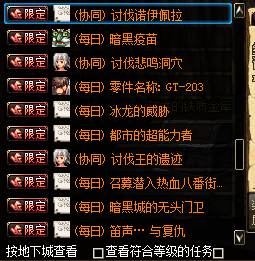 限定 (协同) 讨伐诺伊佩拉
限定 (每日) 暗黑疫苗
限定 (协同) 讨伐悲鸣洞穴
限定 (每日) 零件名称: GT-203
限定 (每日) 冰龙的威胁
限定 (每日) 都市的超能力者
限定 (协同) 讨伐王的遗迹
限定 (每日) 召募潜入热血八番街...
限定 (每日) 暗黑城的无头门卫
限定 (每日) 笛声… 与复仇
按地下城查看 查看符合等级的任务